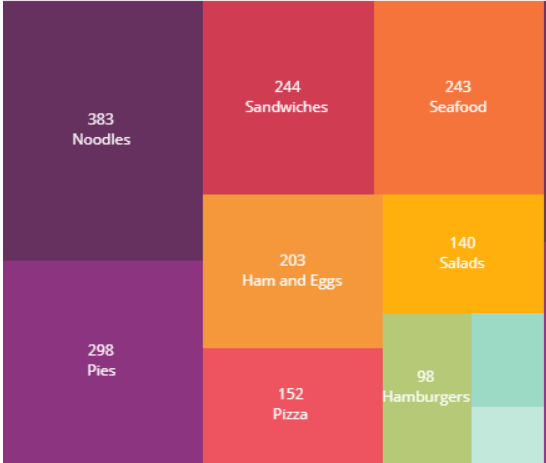 383
Noodles
244
Sandwiches
243
Seafood
203
Ham and Eggs
140
Salads
298
Pies
152
Pizza
98
Hamburgers